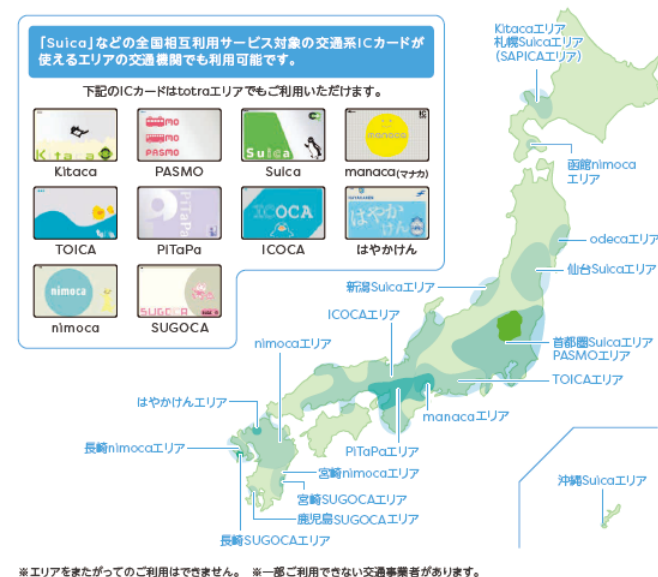 「Suica」などの全国相互利用サービス対象の交通系ICカードが
使えるエリアの交通機関でも利用可能です。
下記のICカードはtotraエリアでもご利用いただけます。
Kitaca
PASMO
Suica
manaca(マナカ)
TOICA
PiTaPa
ICOCA
はやかけん
nimoca
SUGOCA
Kitacaエリア
札幌Suicaエリア
(SAPICAエリア)
函館nimoca
エリア
odecaエリア
仙台Suicaエリア
新潟Suicaエリア
ICOCAエリア
nimocaエリア
首都圏Suicaエリア
PASMOエリア
TOICAエリア
はやかけんエリア
manacaエリア
長崎nimocaエリア
PiTaPaエリア
宮崎nimocaエリア
宮崎SUGOCAエリア
鹿児島SUGOCAエリア
長崎SUGOCAエリア
沖縄Suicaエリア
※エリアをまたがってのご利用はできません。 ※一部ご利用できない交通事業者があります。